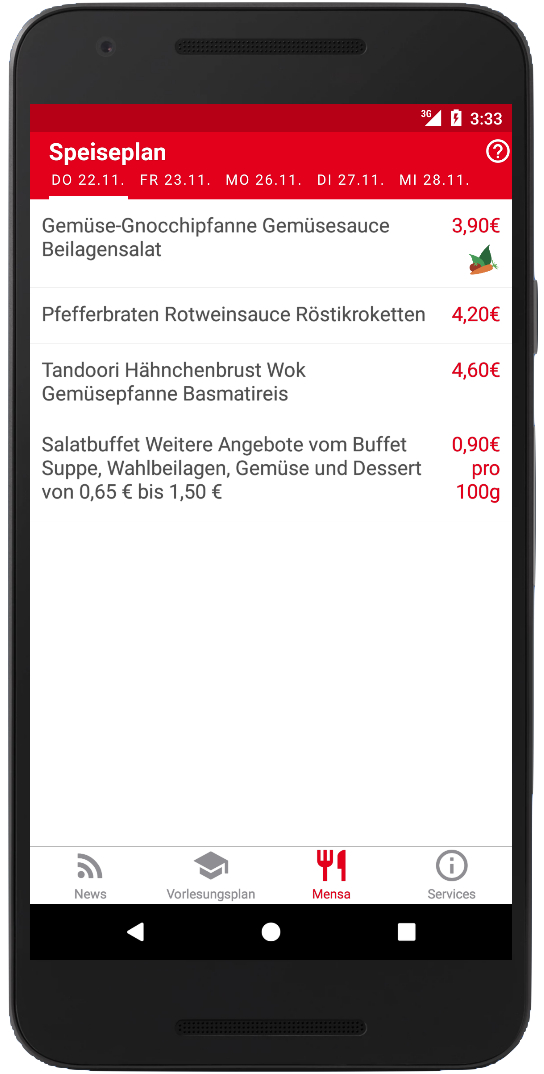 3G 3:33
Speiseplan
DO 22.11. FR 23.11. MO 26.11. DI 27.11. MI 28.11.
Gemüse-Gnocchipfanne Gemüsesauce 3,90€
Beilagensalat
Pfefferbraten Rotweinsauce Röstikroketten 4,20€
Tandoori Hähnchenbrust Wok 4,60€
Gemüsepfanne Basmatireis
Salatbuffet Weitere Angebote vom Buffet 0,90€
Suppe, Wahlbeilagen, Gemüse und Dessert pro
von 0,65 € bis 1,50 € 100g
News Vorlesungsplan Mensa Services